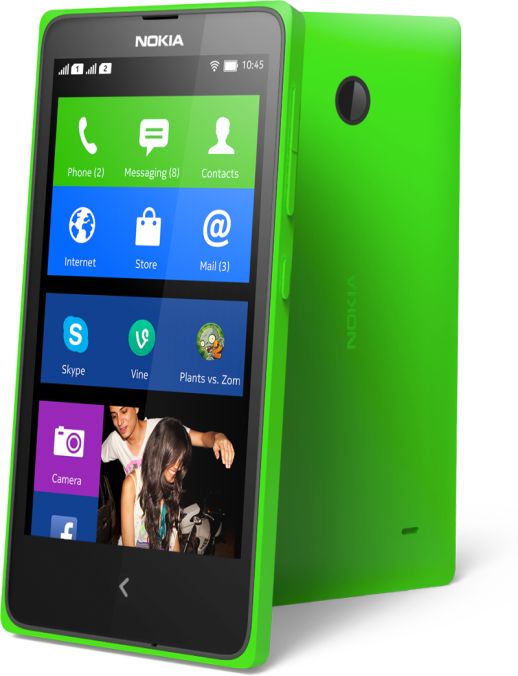 NOKIA
1 2 10:45
Phone (2) Messaging (8) Contacts
Internet Store Mail (3)
Skype Vine Plants vs. Zom
Camera
NOKIA